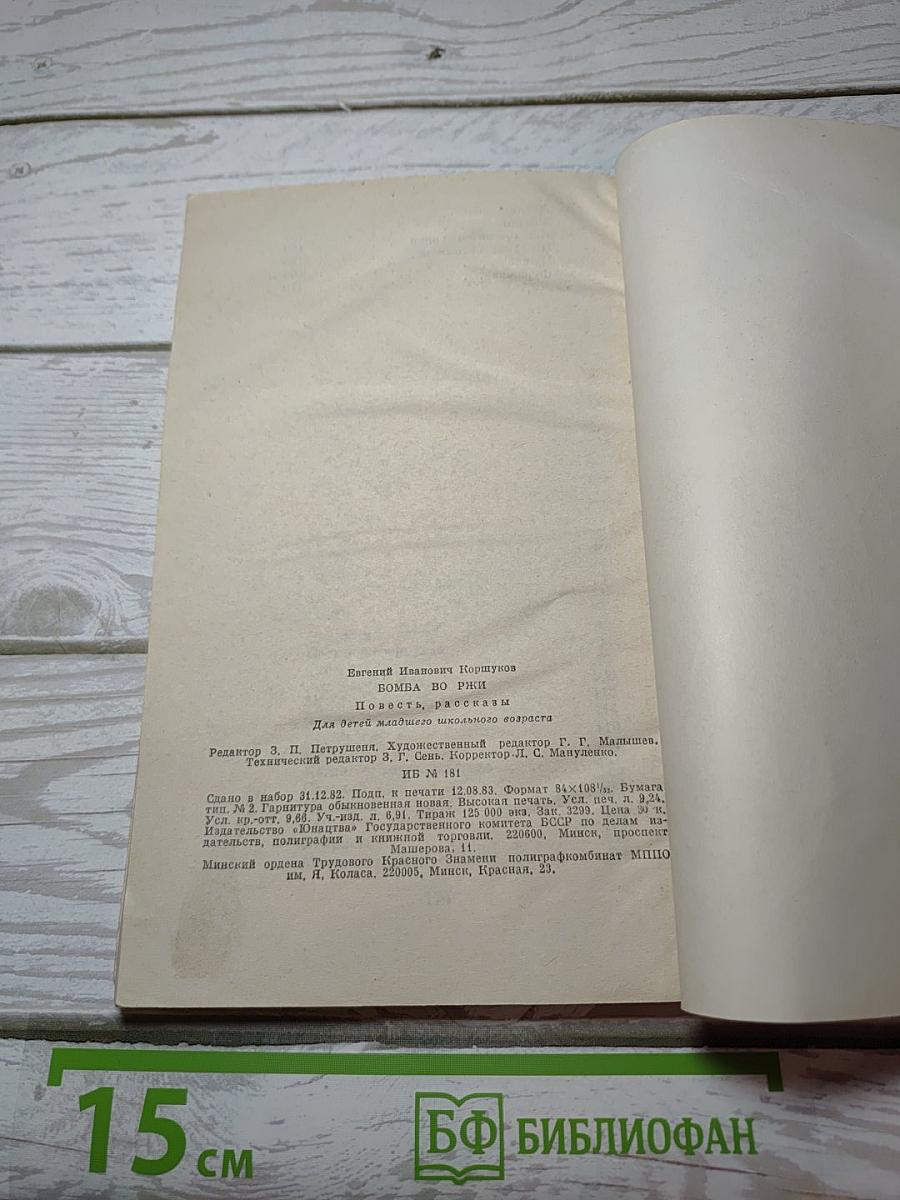 Евгений Иванович Коршуков
БОМБА ВО РЖИ
Повесть, рассказы
Для детей младшего школьного возраста
Редактор З. П. Петрушеня. Художественный редактор Г. Г. Малышев.
Технический редактор З. Г. Сень. Корректор Л. С. Мануленко.
ИБ № 181
Сдано в набор 31.12.82. Подп. к печати 12.08.83. Формат 84×108¹/₃₂. Бумага
тип. № 2. Гарнитура обыкновенная новая. Высокая печать. Усл. печ. л. 9,24.
Усл. кр.-отт. 9,66. Уч.-изд. л. 6,91. Тираж 125 000 экз. Зак. 3299. Цена 30 к.
Издательство «Юнацтва» Государственного комитета БССР по делам из-
дательств, полиграфии и книжной торговли. 220600, Минск, проспект
Машерова, 11.
Минский ордена Трудового Красного Знамени полиграфкомбинат МППО
им. Я. Коласа. 220005, Минск, Красная, 23.
15 см
БФ БИБЛИОФАН